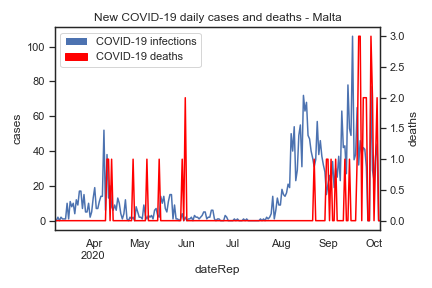 New COVID-19 daily cases and deaths - Malta
COVID-19 infections
COVID-19 deaths
100
80
60
40
20
0
cases
3.0
2.5
2.0
1.5
1.0
0.5
0.0
deaths
Apr May Jun Jul Aug Sep Oct
2020
dateRep